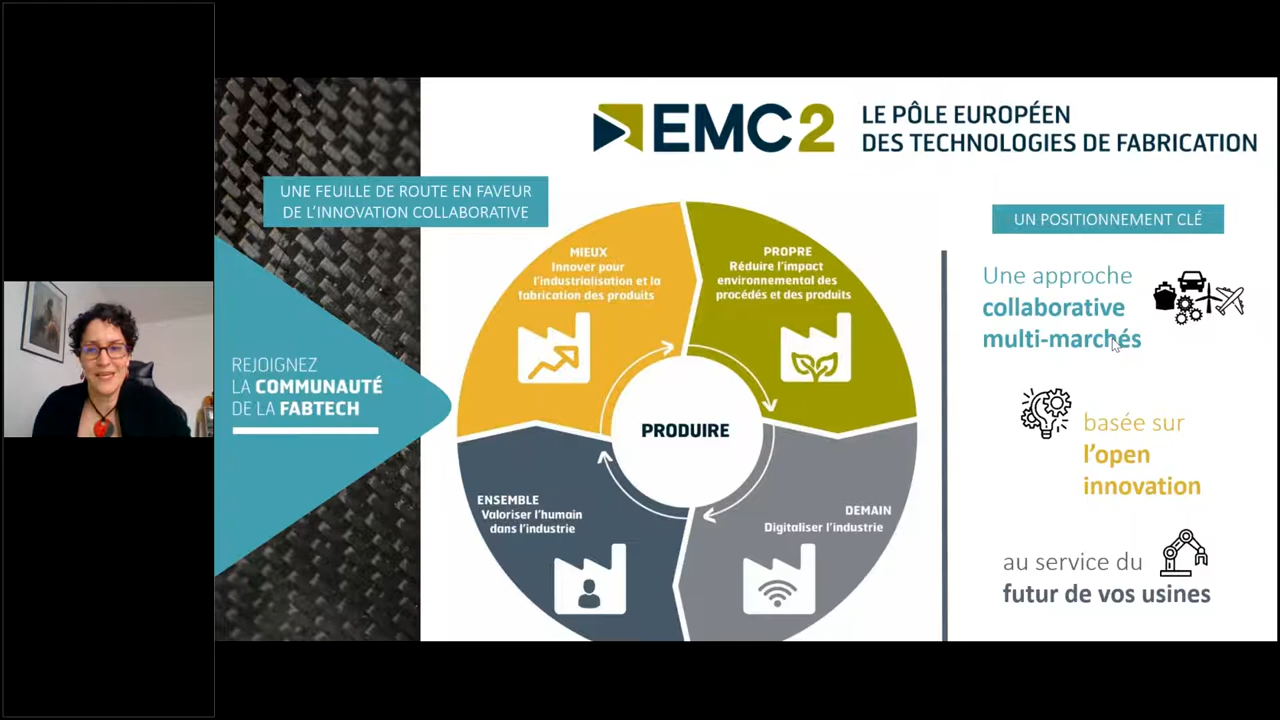 EMC2
LE PÔLE EUROPÉEN
DES TECHNOLOGIES DE FABRICATION
UNE FEUILLE DE ROUTE EN FAVEUR
DE L'INNOVATION COLLABORATIVE
REJOIGNEZ
LA COMMUNAUTÉ
DE LA FABTECH
MIEUX
Innover pour
l'industrialisation et la
fabrication des produits
PROPRE
Réduire l'impact
environnemental des
procédés et des produits
PRODUIRE
ENSEMBLE
Valoriser l'humain
dans l'industrie
DEMAIN
Digitaliser l'industrie
UN POSITIONNEMENT CLÉ
Une approche
collaborative
multi-marchés
basée sur
l'open
innovation
au service du
futur de vos usines